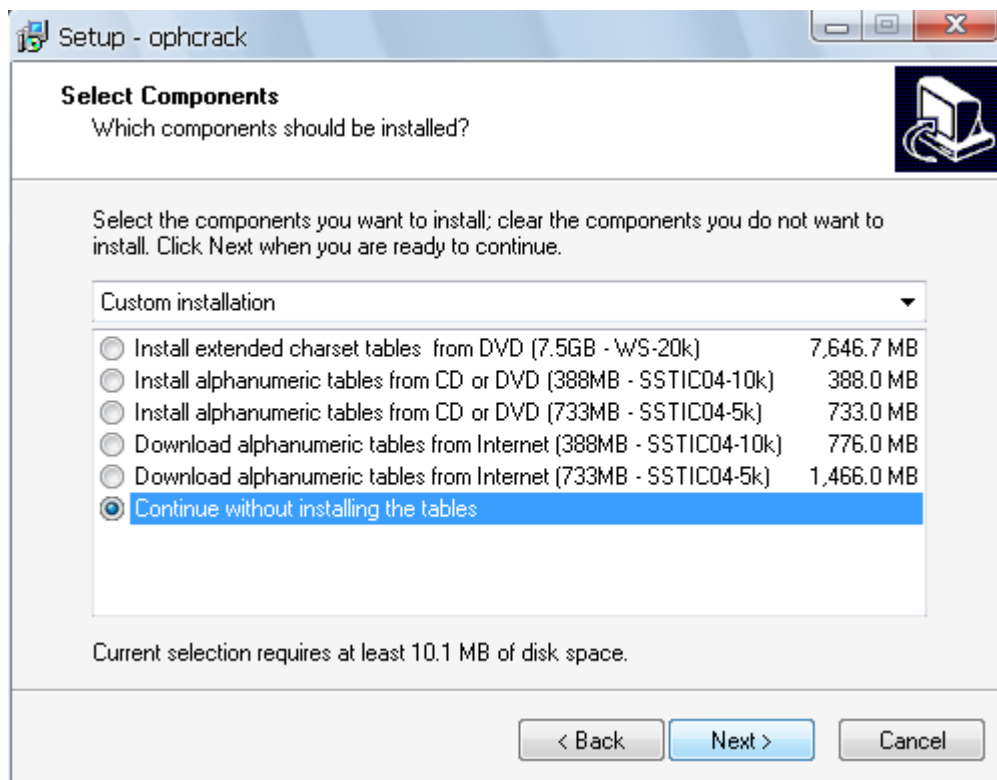 Setup - ophcrack
Select Components
Which components should be installed?
Select the components you want to install; clear the components you do not want to
install. Click Next when you are ready to continue.
Custom installation
Install extended charset tables  from DVD (7.5GB - WS-20k) 7,646.7 MB
Install alphanumeric tables from CD or DVD (388MB - SSTIC04-10k) 388.0 MB
Install alphanumeric tables from CD or DVD (733MB - SSTIC04-5k) 733.0 MB
Download alphanumeric tables from Internet (388MB - SSTIC04-10k) 776.0 MB
Download alphanumeric tables from Internet (733MB - SSTIC04-5k) 1,466.0 MB
Continue without installing the tables
Current selection requires at least 10.1 MB of disk space.
< Back Next > Cancel